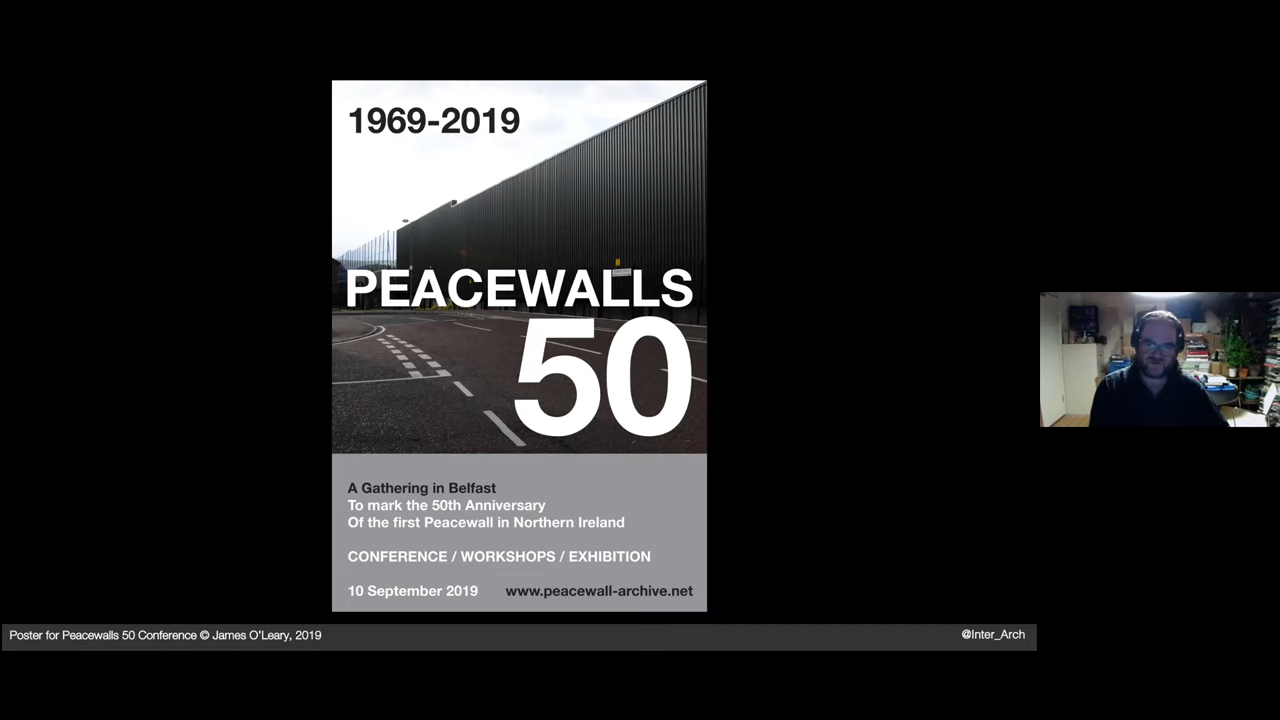 1969-2019
PEACEWALLS
50
A Gathering in Belfast
To mark the 50th Anniversary
Of the first Peacewall in Northern Ireland
CONFERENCE / WORKSHOPS / EXHIBITION
10 September 2019 www.peacewall-archive.net
Poster for Peacewalls 50 Conference © James O'Leary, 2019 @Inter_Arch